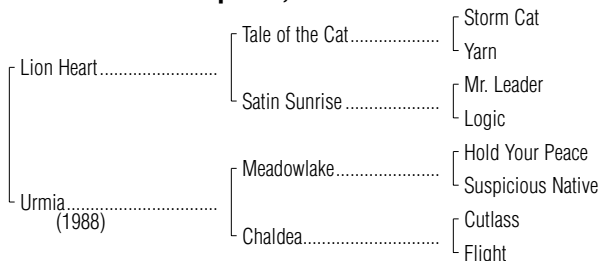 Storm Cat
Tale of the Cat....................
Yarn
Lion Heart..........................
Mr. Leader
Satin Sunrise .....................
Logic
Hold Your Peace
Meadowlake.......................
Suspicious Native
Urmia.................................
(1988)
Cutlass
Chaldea..............................
Flight